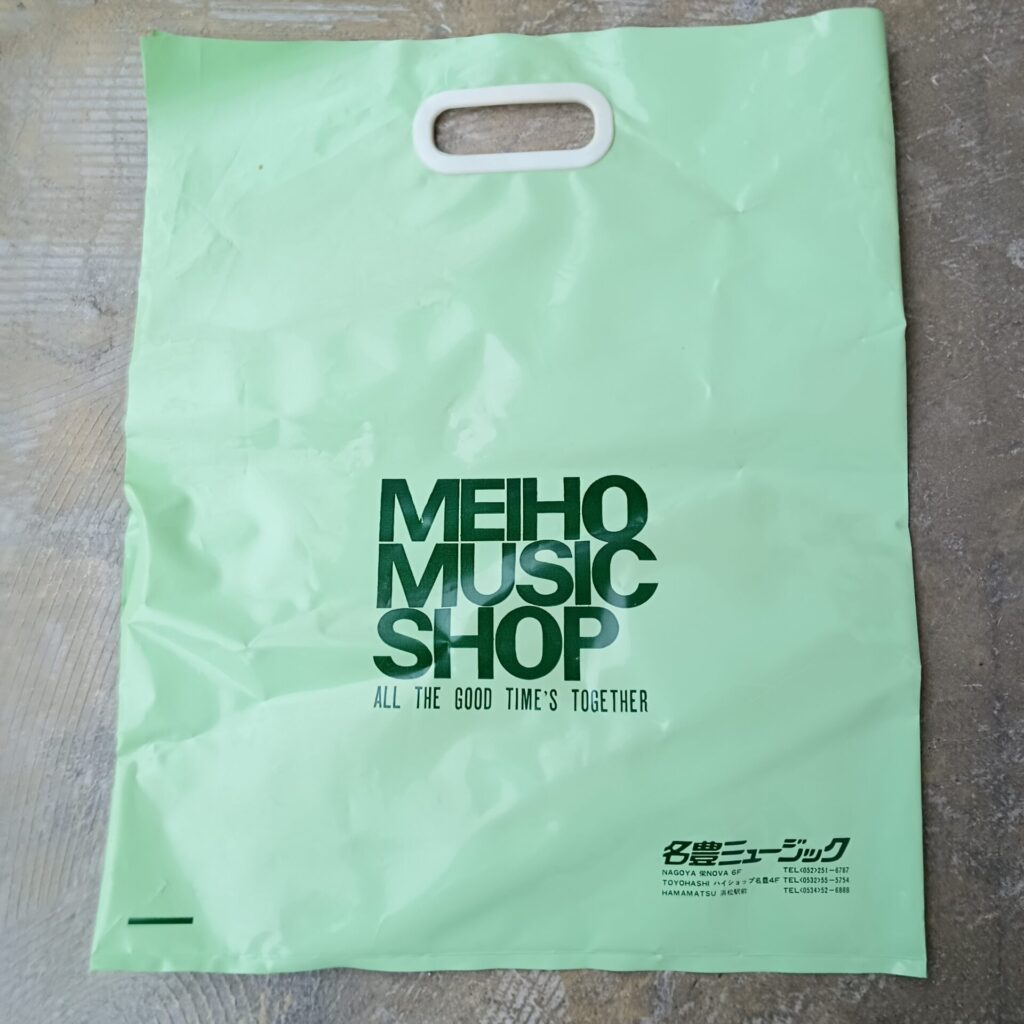 MEIHO
MUSIC
SHOP
ALL THE GOOD TIME'S TOGETHER
名豊ミュージック
NAGOYA 栄NOVA 6F TEL<052>251-6787
TOYOHASHI ハイショップ名豊4F TEL<0532>55-5754
HAMAMATSU 浜松駅前 TEL<0534>52-6888